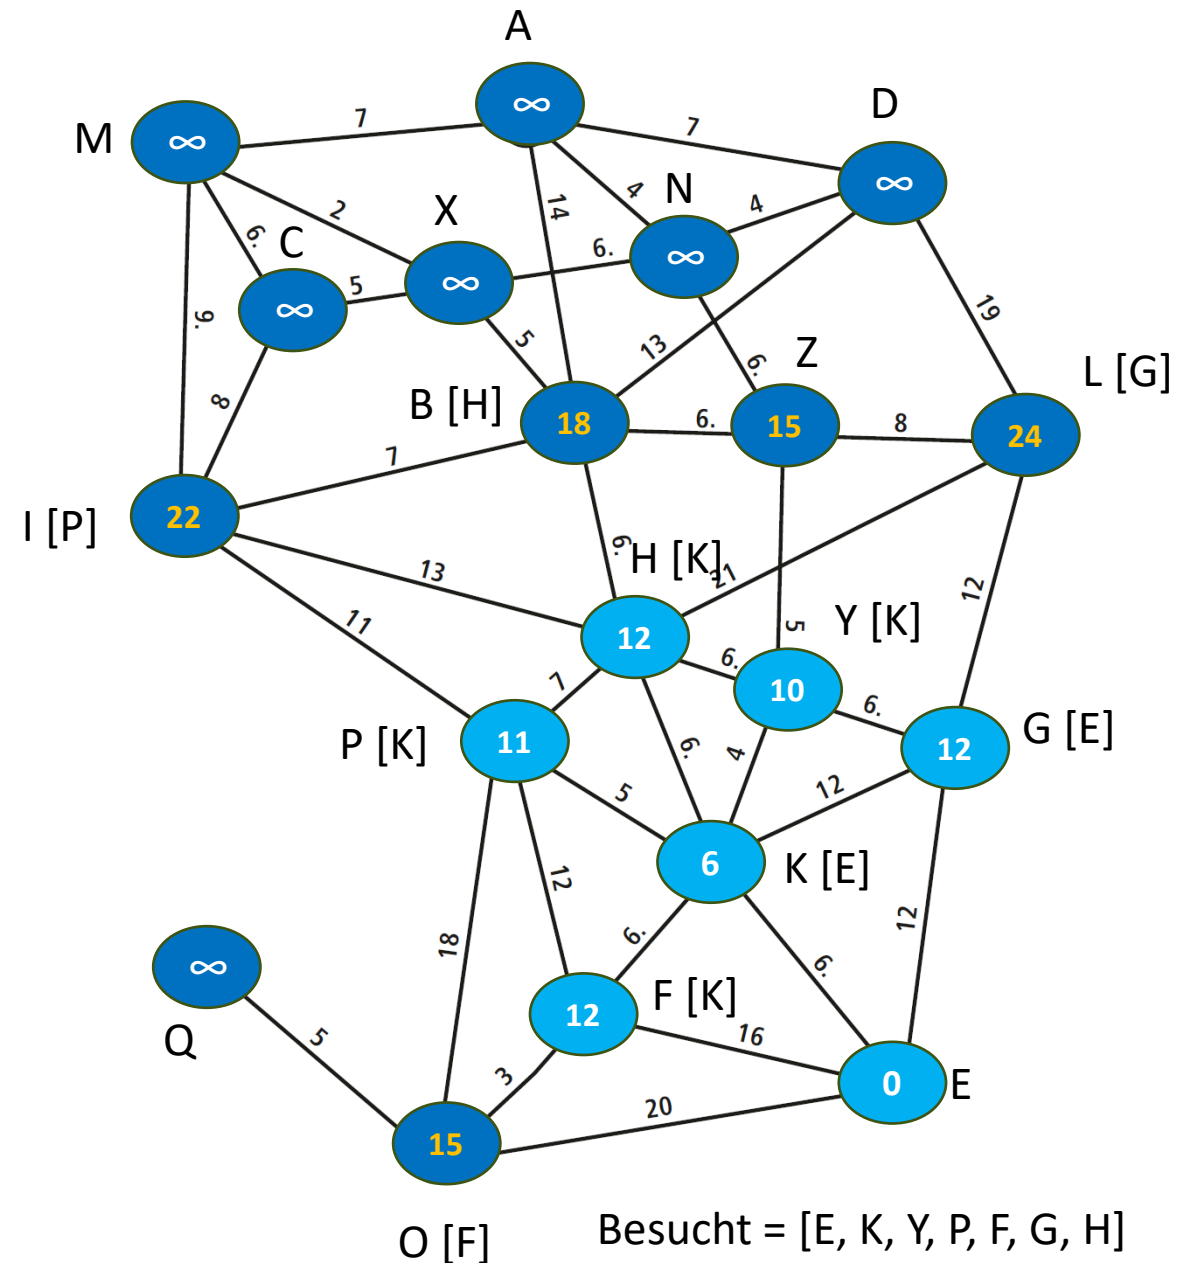 A
M
∞
7
∞
7
D
∞
2
X
14
4
N
4
6.
C
∞
5
∞
6.
∞
9.
8
5
13
6.
Z
19
L [G]
B [H]
18
6.
15
8
24
7
I [P]
22
13
6.
H [K]
21
5
12
11
12
6.
Y [K]
10
6.
7
P [K]
11
6.
4
12
G [E]
12
5
6
K [E]
18
12
6.
6.
12
∞
Q
5
12
F [K]
16
3
0
E
15
20
O [F]
Besucht = [E, K, Y, P, F, G, H]